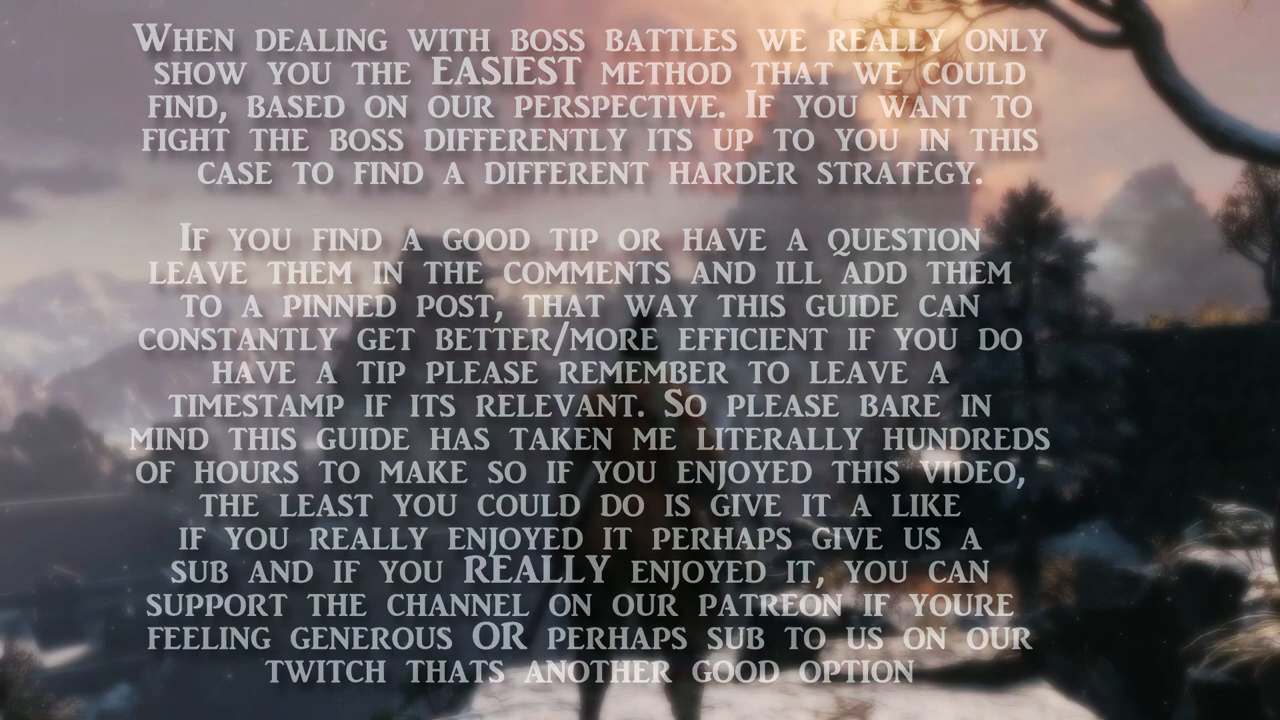 When dealing with boss battles we really only
show you the EASIEST method that we could
find, based on our perspective. If you want to
fight the boss differently its up to you in this
case to find a different harder strategy.
If you find a good tip or have a question
leave them in the comments and ill add them
to a pinned post, that way this guide can
constantly get better/more efficient if you do
have a tip please remember to leave a
timestamp if its relevant. So please bare in
mind this guide has taken me literally hundreds
of hours to make so if you enjoyed this video,
the least you could do is give it a like
if you really enjoyed it perhaps give us a
sub and if you REALLY enjoyed it, you can
support the channel on our patreon if youre
feeling generous OR perhaps sub to us on our
twitch thats another good option